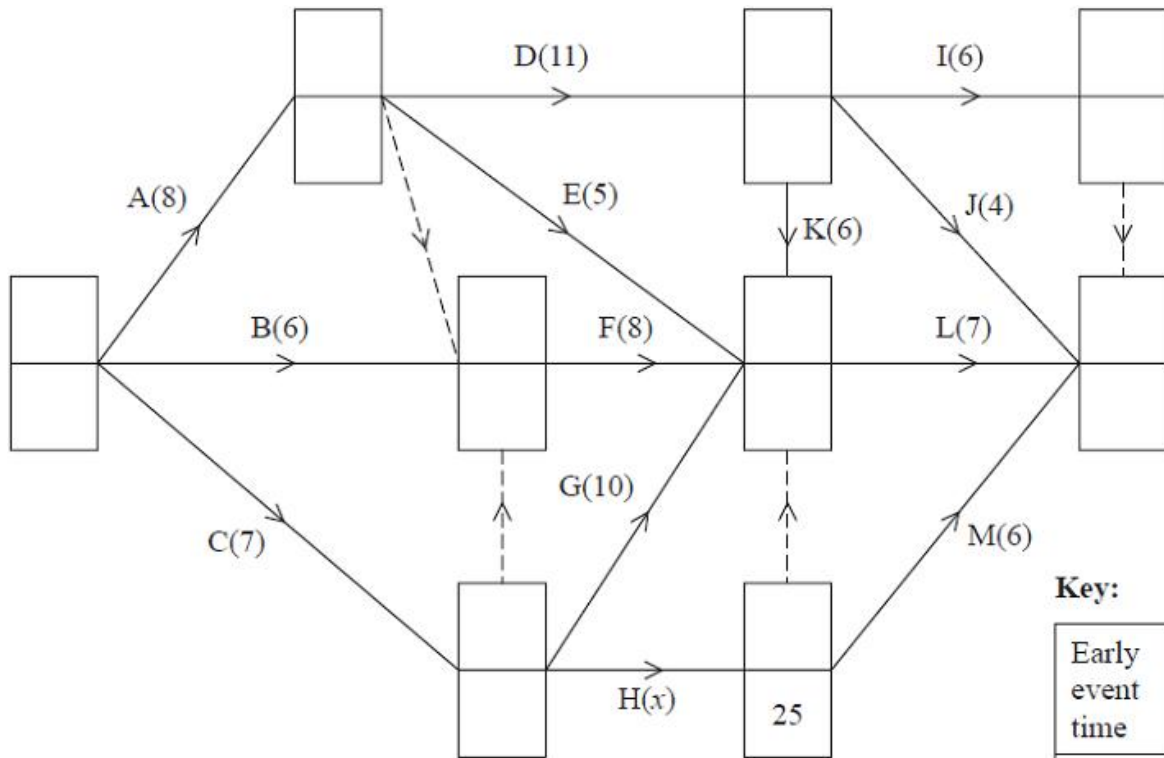 D(11)
I(6)
A(8)
E(5)
J(4)
K(6)
B(6)
F(8)
L(7)
G(10)
C(7)
M(6)
Key:
H(x)
25
Early
event
time